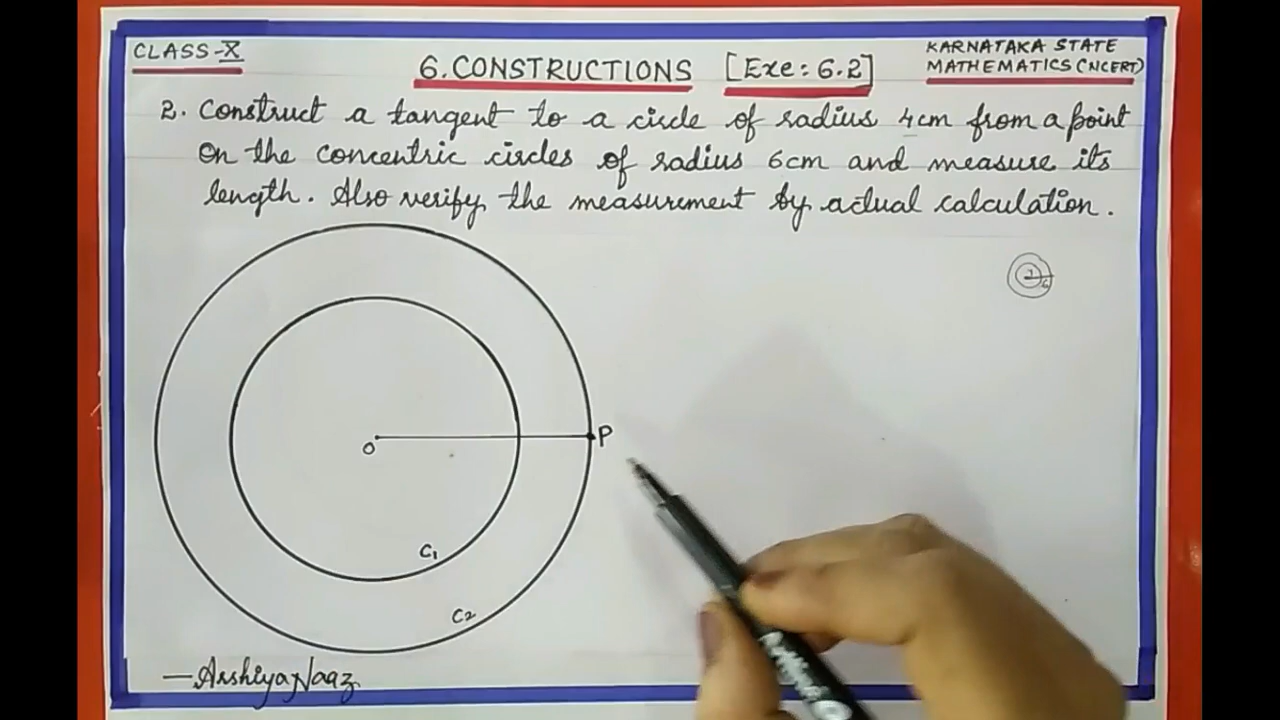 CLASS-X
6.CONSTRUCTIONS [Exe: 6.2]
KARNATAKA STATE
MATHEMATICS (NCERT)
2. Construct a tangent to a circle of radius 4cm from a point
On the concentric circles of radius 6cm and measure its
length. Also verify the measurement by actual calculation.
O
P
C1
C2
—Arshiya Naaz